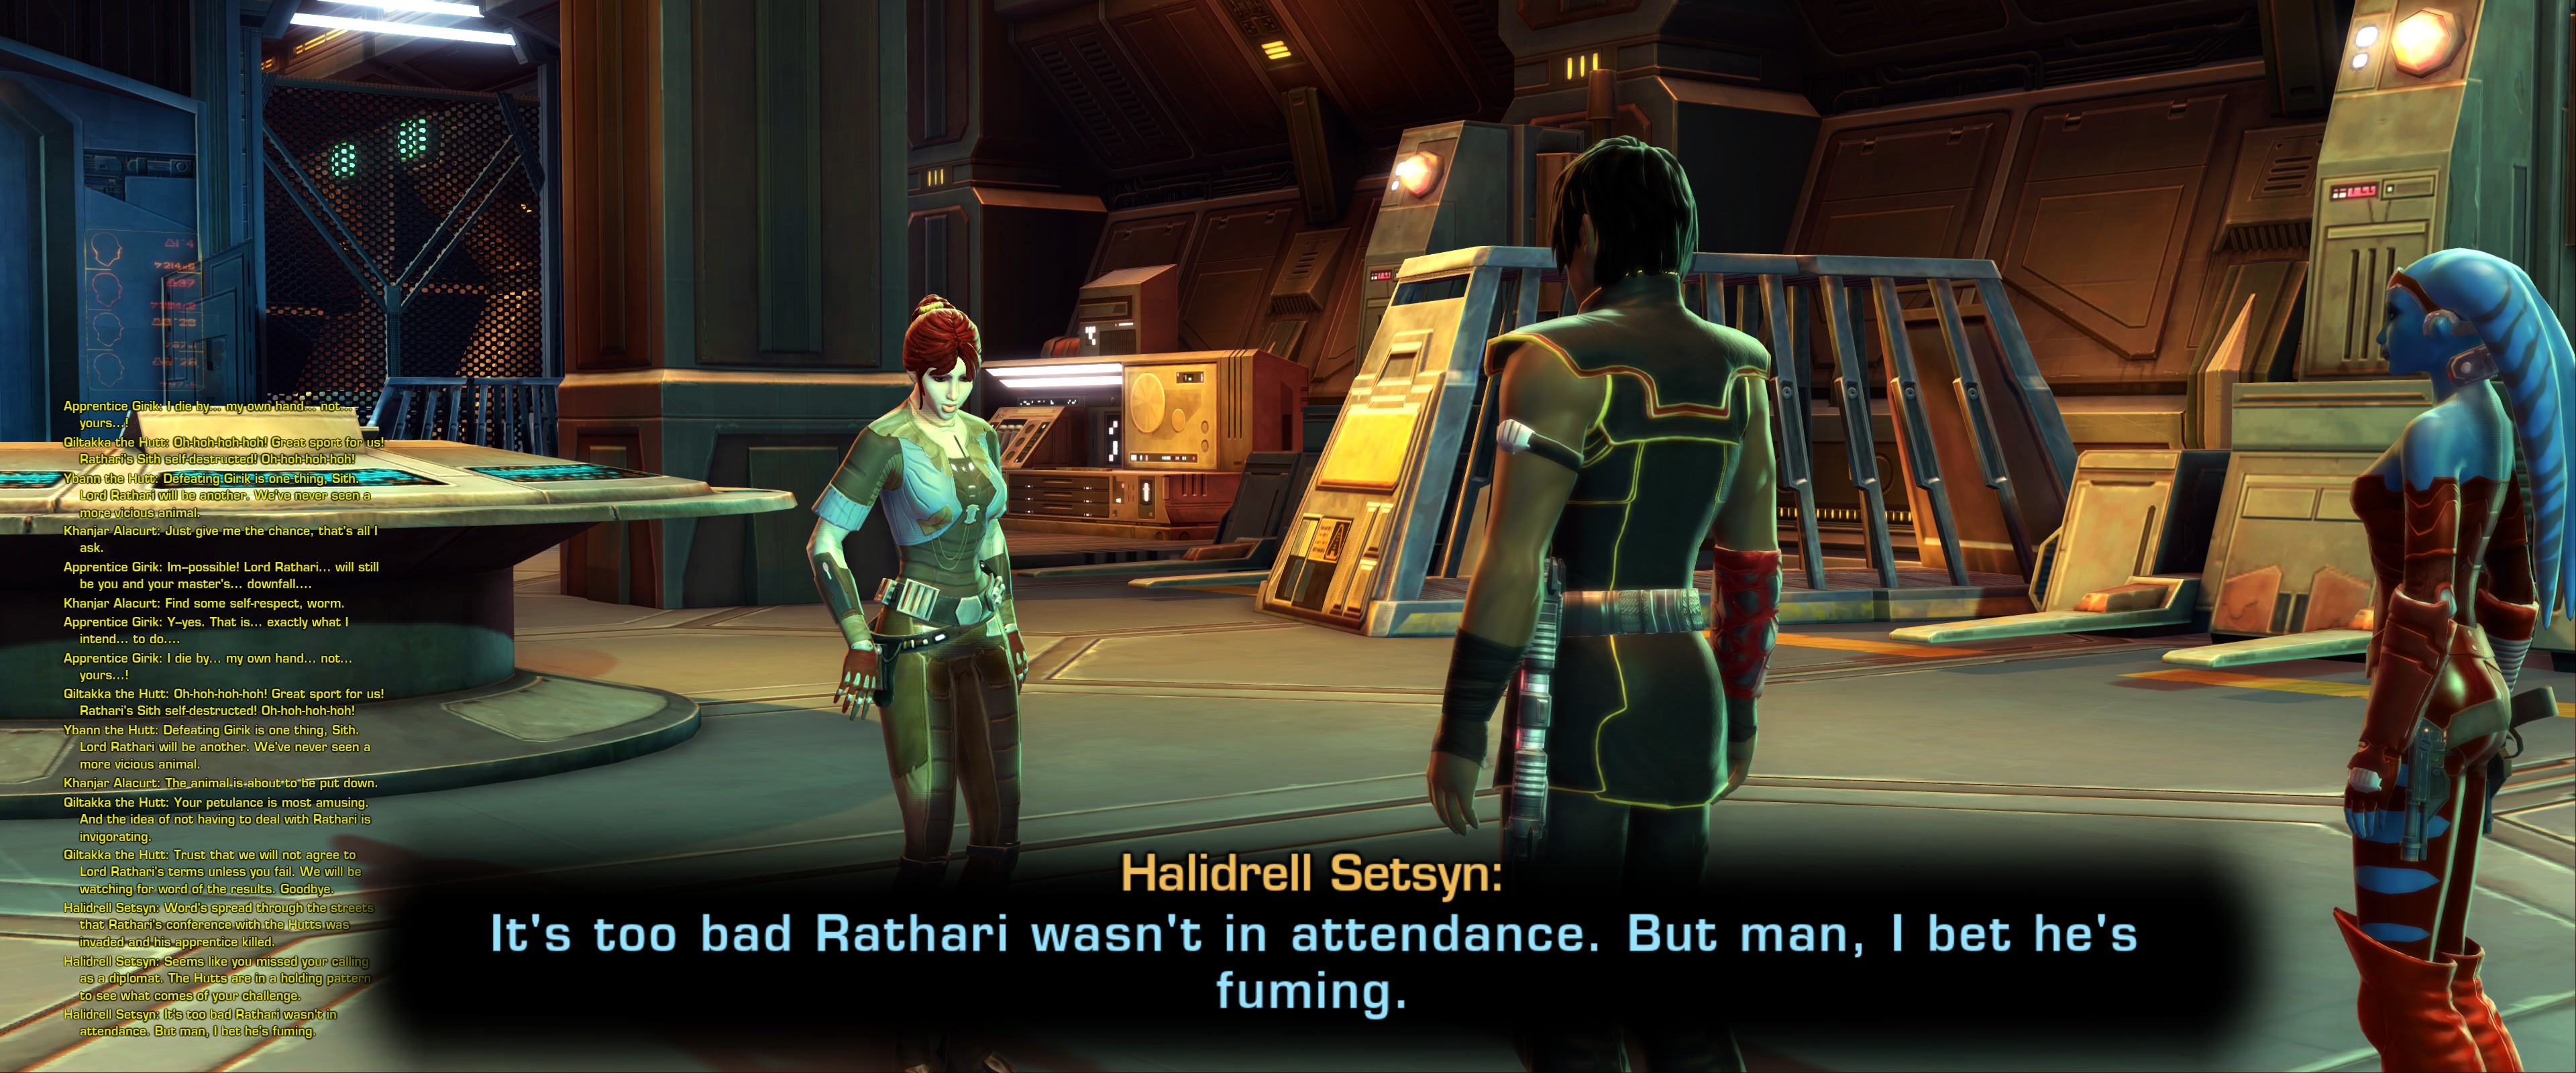 Apprentice Girik: I die by... my own hand... not...
yours...!
Qiltakka the Hutt: Oh-hoh-hoh-hoh! Great sport for us!
Rathari's Sith self-destructed! Oh-hoh-hoh-hoh!
Ybann the Hutt: Defeating Girik is one thing, Sith.
Lord Rathari will be another. We've never seen a
more vicious animal.
Khanjar Alacurt: Just give me the chance, that's all I
ask.
Apprentice Girik: Im–possible! Lord Rathari... will still
be you and your master's... downfall....
Khanjar Alacurt: Find some self-respect, worm.
Apprentice Girik: Y–yes. That is... exactly what I
intend... to do....
Apprentice Girik: I die by... my own hand... not...
yours...!
Qiltakka the Hutt: Oh-hoh-hoh-hoh! Great sport for us!
Rathari's Sith self-destructed! Oh-hoh-hoh-hoh!
Ybann the Hutt: Defeating Girik is one thing, Sith.
Lord Rathari will be another. We've never seen a
more vicious animal.
Khanjar Alacurt: The animal is about to be put down.
Qiltakka the Hutt: Your petulance is most amusing.
And the idea of not having to deal with Rathari is
invigorating.
Qiltakka the Hutt: Trust that we will not agree to
Lord Rathari's terms unless you fail. We will be
watching for word of the results. Goodbye.
Halidrell Setsyn: Word's spread through the streets
that Rathari's conference with the Hutts was
invaded and his apprentice killed.
Halidrell Setsyn: Seems like you missed your calling
as a diplomat. The Hutts are in a holding pattern
to see what comes of your challenge.
Halidrell Setsyn: It's too bad Rathari wasn't in
attendance. But man, I bet he's fuming.
Halidrell Setsyn:
It's too bad Rathari wasn't in attendance. But man, I bet he's
fuming.